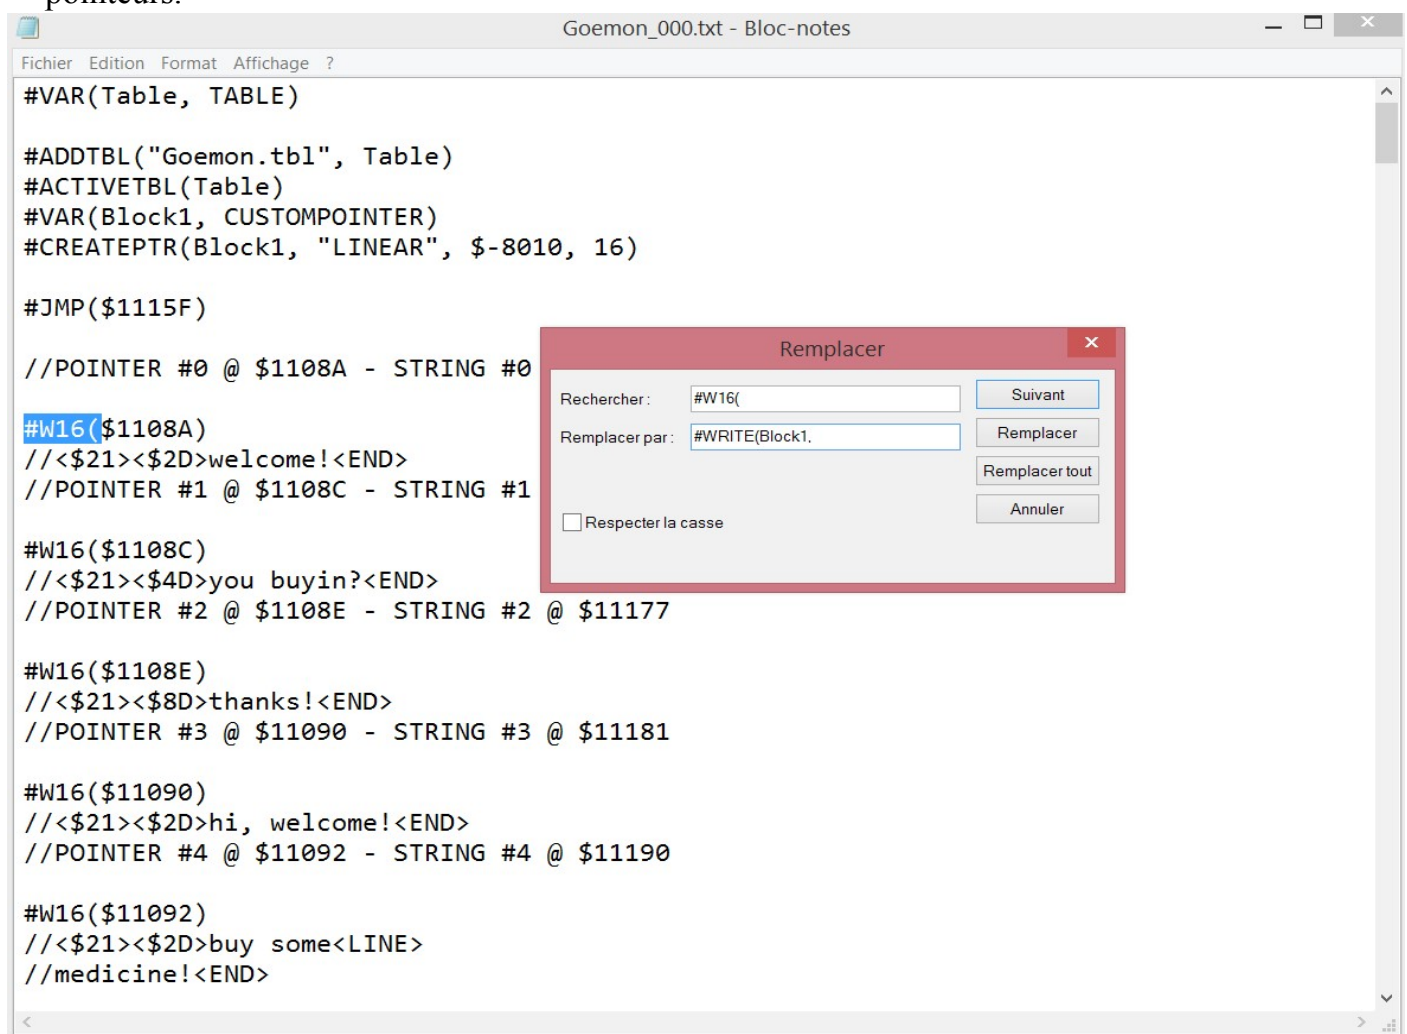 pointeurs.
Goemon_000.txt - Bloc-notes
Fichier Edition Format Affichage ?
#VAR(Table, TABLE)
#ADDTBL("Goemon.tbl", Table)
#ACTIVETBL(Table)
#VAR(Block1, CUSTOMPOINTER)
#CREATEPTR(Block1, "LINEAR", $-8010, 16)
#JMP($1115F)
//POINTER #0 @ $1108A - STRING #0
#W16($1108A)
//<$21><$2D>welcome!<END>
//POINTER #1 @ $1108C - STRING #1
#W16($1108C)
//<$21><$4D>you buyin?<END>
//POINTER #2 @ $1108E - STRING #2 @ $11177
#W16($1108E)
//<$21><$8D>thanks!<END>
//POINTER #3 @ $11090 - STRING #3 @ $11181
#W16($11090)
//<$21><$2D>hi, welcome!<END>
//POINTER #4 @ $11092 - STRING #4 @ $11190
#W16($11092)
//<$21><$2D>buy some<LINE>
//medicine!<END>
Remplacer
Rechercher : #W16( Suivant
Remplacer par : #WRITE(Block1, Remplacer
Remplacer tout
Respecter la casse Annuler